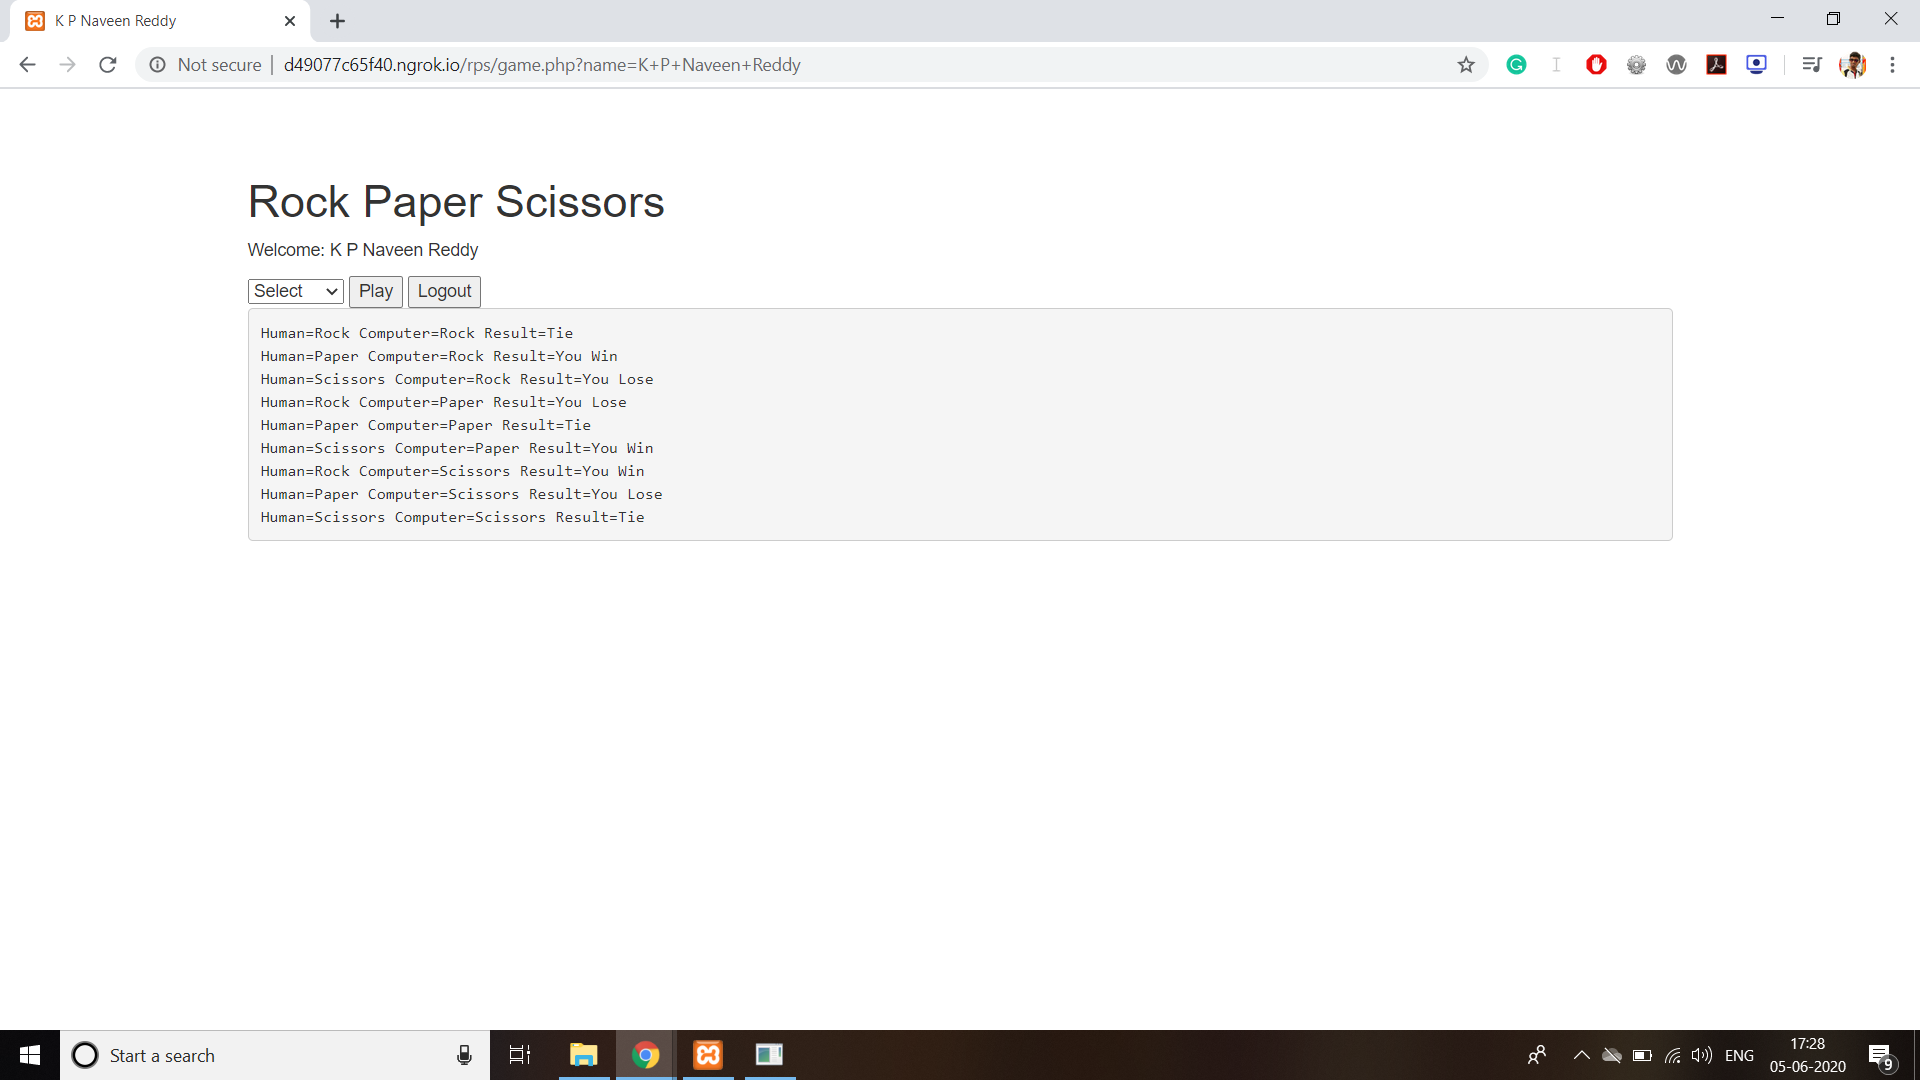 K P Naveen Reddy
Not secure | d49077c65f40.ngrok.io/rps/game.php?name=K+P+Naveen+Reddy
Rock Paper Scissors
Welcome: K P Naveen Reddy
Select Play Logout
Human=Rock Computer=Rock Result=Tie
Human=Paper Computer=Rock Result=You Win
Human=Scissors Computer=Rock Result=You Lose
Human=Rock Computer=Paper Result=You Lose
Human=Paper Computer=Paper Result=Tie
Human=Scissors Computer=Paper Result=You Win
Human=Rock Computer=Scissors Result=You Win
Human=Paper Computer=Scissors Result=You Lose
Human=Scissors Computer=Scissors Result=Tie
Start a search
ENG
17:28
05-06-2020
9